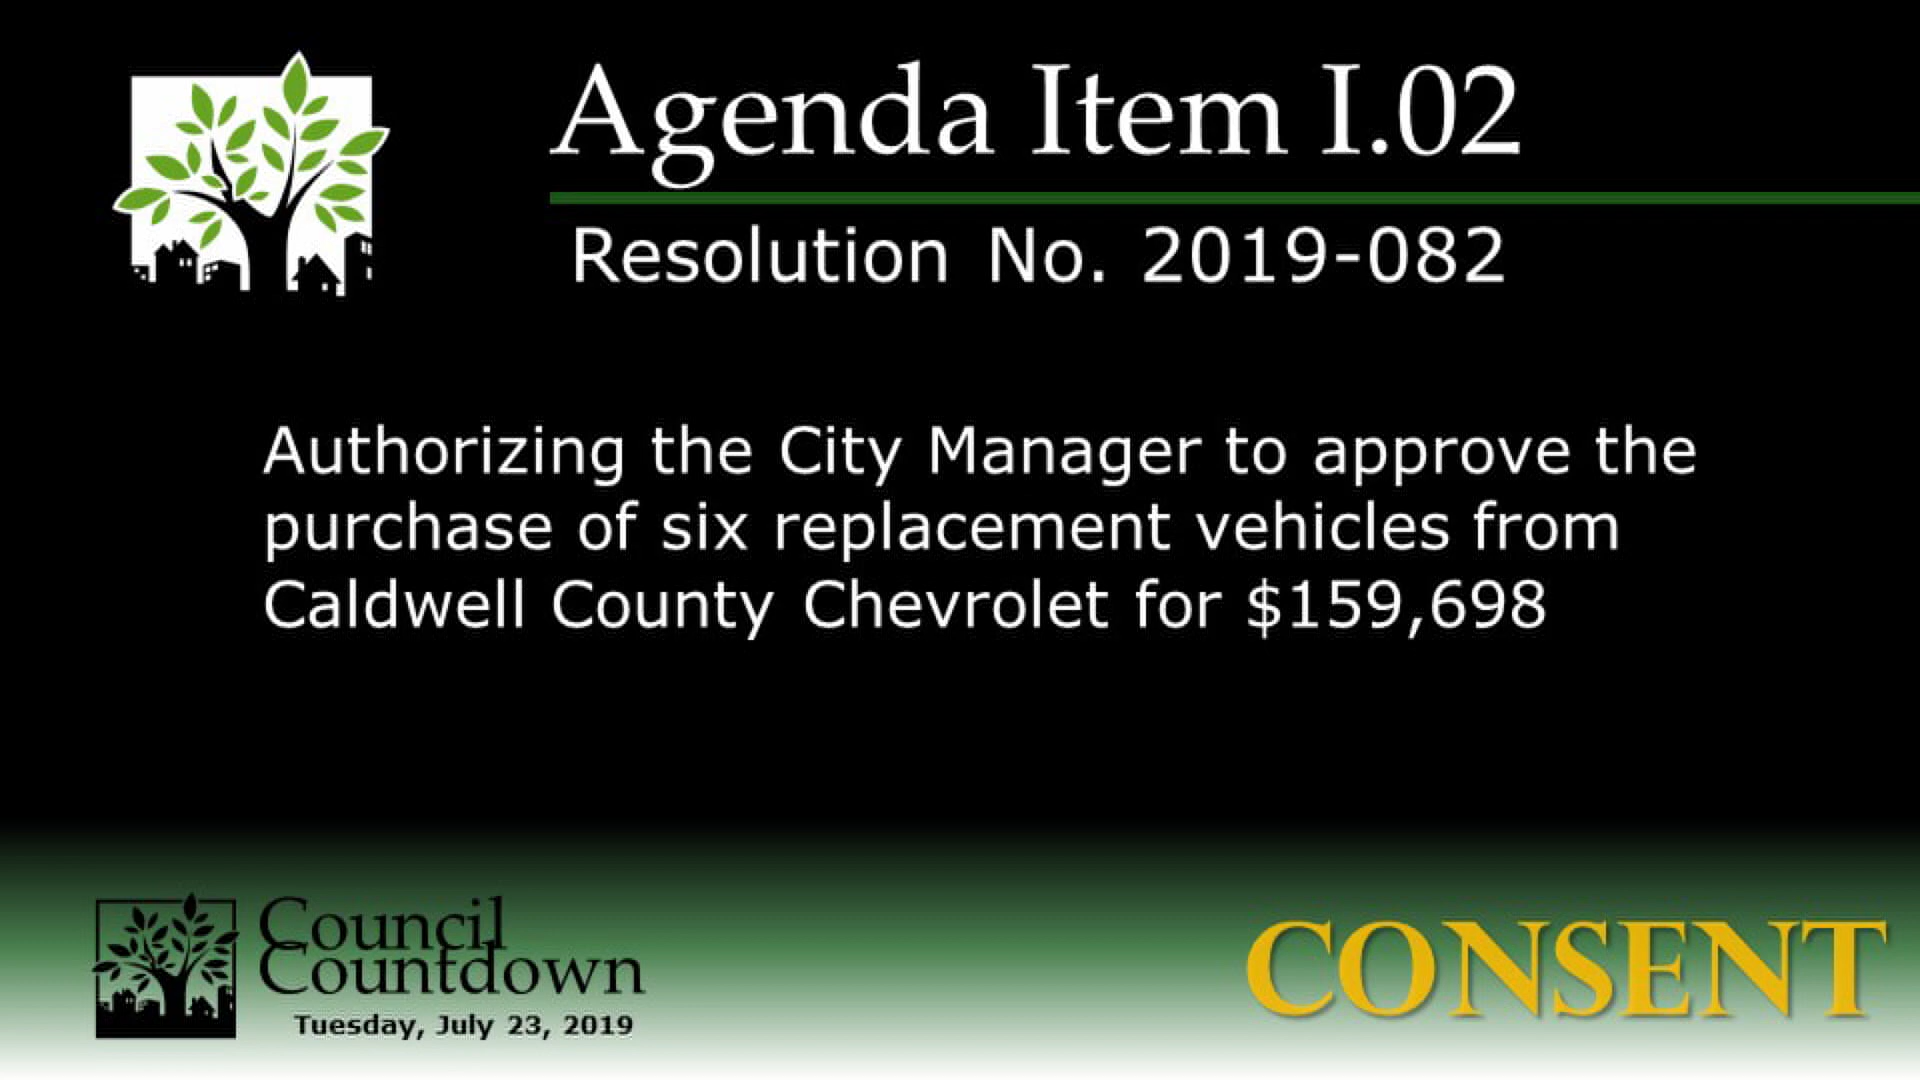 Agenda Item I.02
Resolution No. 2019-082
Authorizing the City Manager to approve the
purchase of six replacement vehicles from
Caldwell County Chevrolet for $159,698
Council
Countdown
Tuesday, July 23, 2019
CONSENT